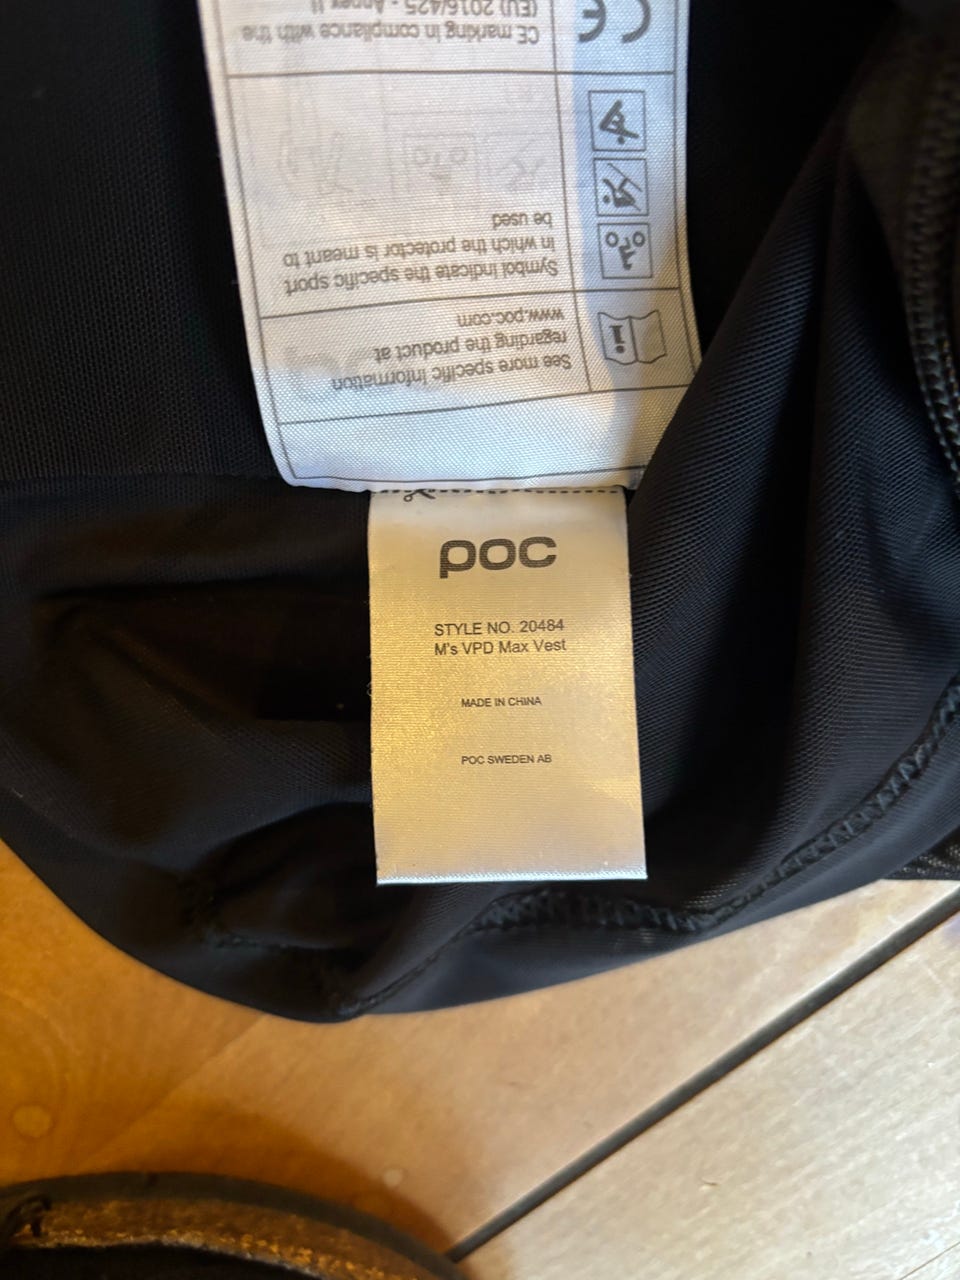 CE
CE marking in compliance with the
(EU) 2016/425 - Annex II
Symbol indicate the specific sport
in which the protector is meant to
be used
See more specific information
regarding the product at
www.poc.com
poc
STYLE NO. 20484
M's VPD Max Vest
MADE IN CHINA
POC SWEDEN AB